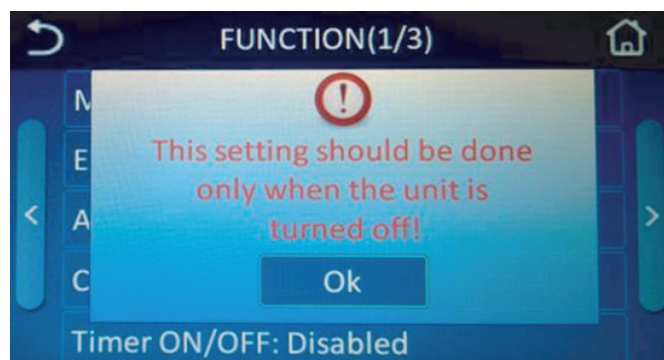 FUNCTION(1/3)
M
E
This setting should be done
only when the unit is
turned off!
A
C
Ok
Timer ON/OFF: Disabled